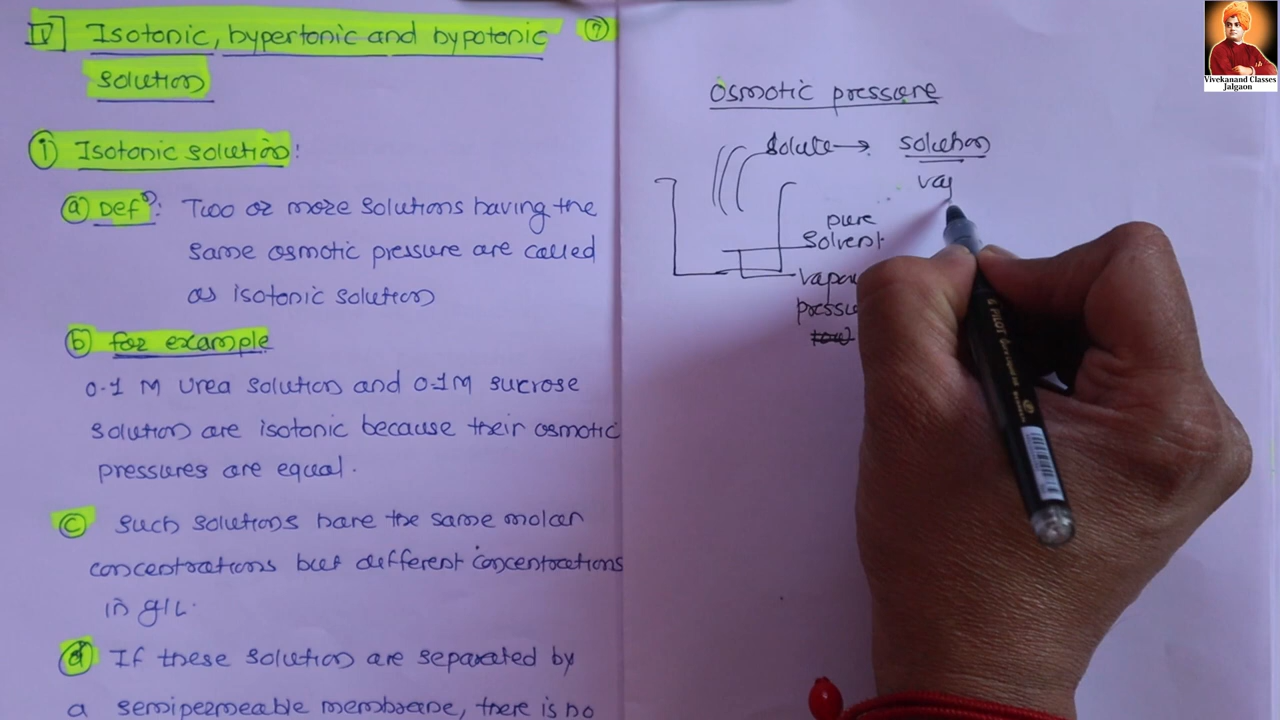 IV] Isotonic, hypertonic and hypotonic (7)
solution
(i) Isotonic solution:
(a) Defn: Two or more solutions having the
same osmotic pressure are called
as isotonic solution
(b) for example
0.1 M urea solution and 0.1M sucrose
solution are isotonic because their osmotic
pressures are equal.
(c) such solutions have the same molar
concentrations but different concentrations
in g/L.
(d) If these solution are separated by
a semipermeable membrane, there is no
osmotic pressure
solute → solution
vap
pure
solvent
vapou
pressu
Vivekanand Classes
Jalgaon